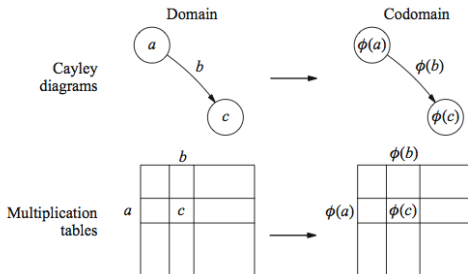 Domain
Codomain
Cayley
diagrams
a
b
c
ϕ(a)
ϕ(b)
ϕ(c)
Multiplication
tables
b
a
c
ϕ(b)
ϕ(a)
ϕ(c)